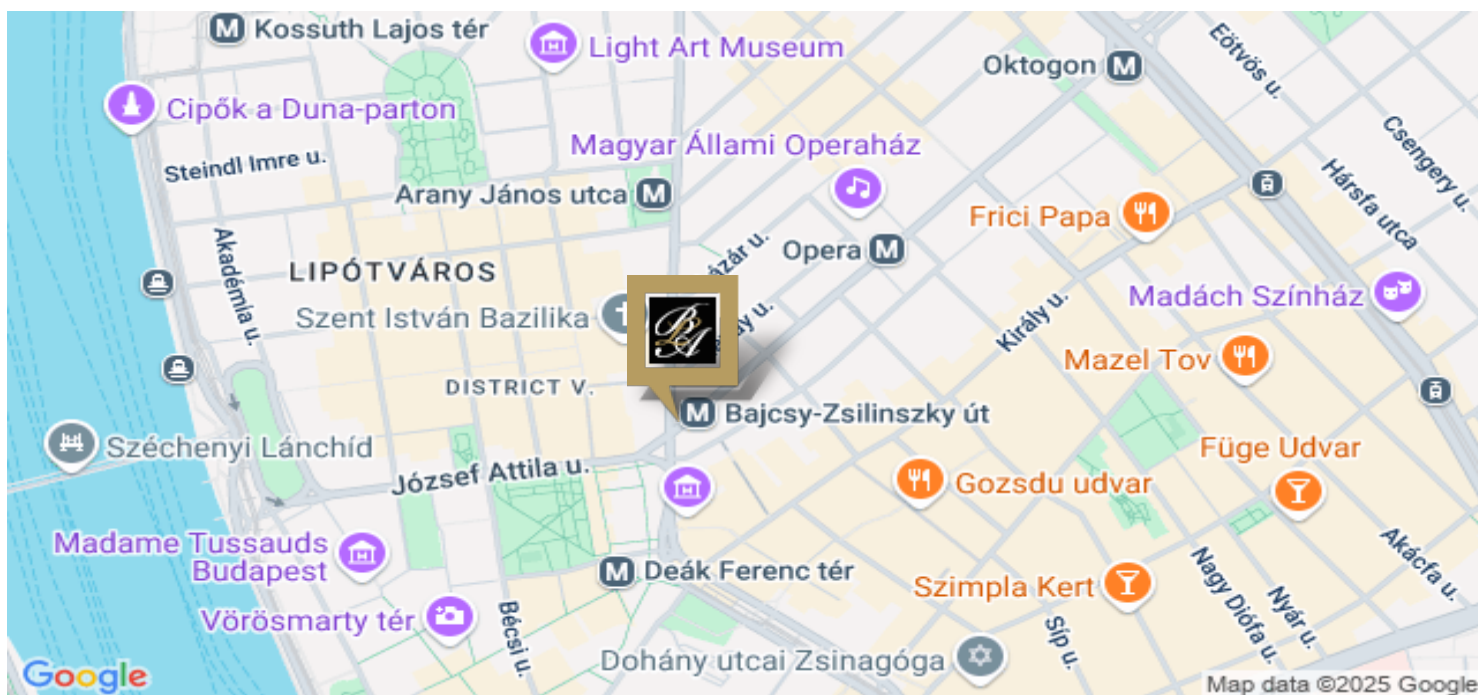 Kossuth Lajos tér
Light Art Museum
Oktogon
Eötvös u.
Cipők a Duna-parton
Csengery u.
Magyar Állami Operaház
Steindl Imre u.
Hársfa utca
Arany János utca
Frici Papa
Akadémia u.
Opera
LIPÓTVÁROS
Madách Színház
Szent István Bazilika
Király u.
Mazel Tov
DISTRICT V.
Bajcsy-Zsilinszky út
Széchenyi Lánchíd
Füge Udvar
József Attila u.
Gozsdu udvar
Madame Tussauds
Budapest
Deák Ferenc tér
Akácfa u.
Szimpla Kert
Nagy Diófa u.
Nyár u.
Vörösmarty tér
Bécsi u.
Síp u.
Dohány utcai Zsinagóga
Google
Map data ©2025 Google